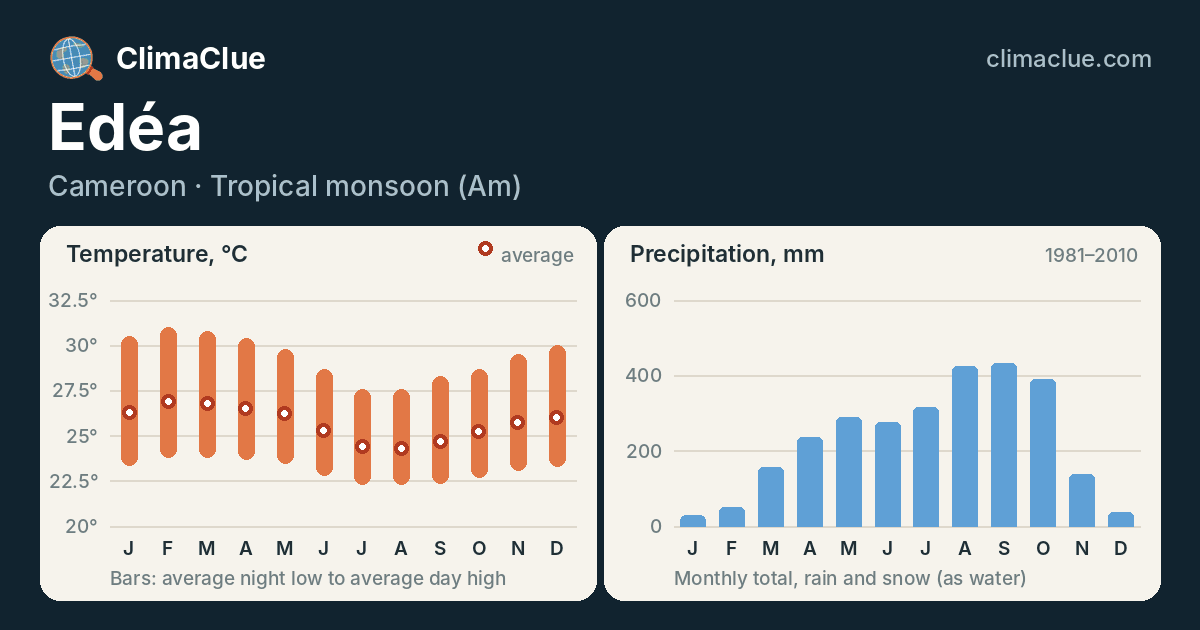 ClimaClue
climaclue.com
Edéa
Cameroon · Tropical monsoon (Am)
Temperature, °C
average
32.5°
30°
27.5°
25°
22.5°
20°
J F M A M J J A S O N D
Bars: average night low to average day high
Precipitation, mm
1981–2010
600
400
200
0
J F M A M J J A S O N D
Monthly total, rain and snow (as water)